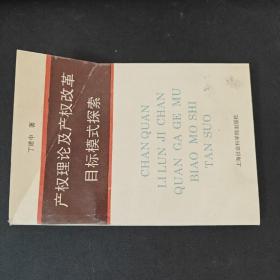 丁建中 著
产权理论及产权改革
目标模式探索
CHAN QUAN
LI LUN JI CHAN
QUAN GA GE MU
BIAO MO SHI
TAN SUO
上海社会科学院出版社